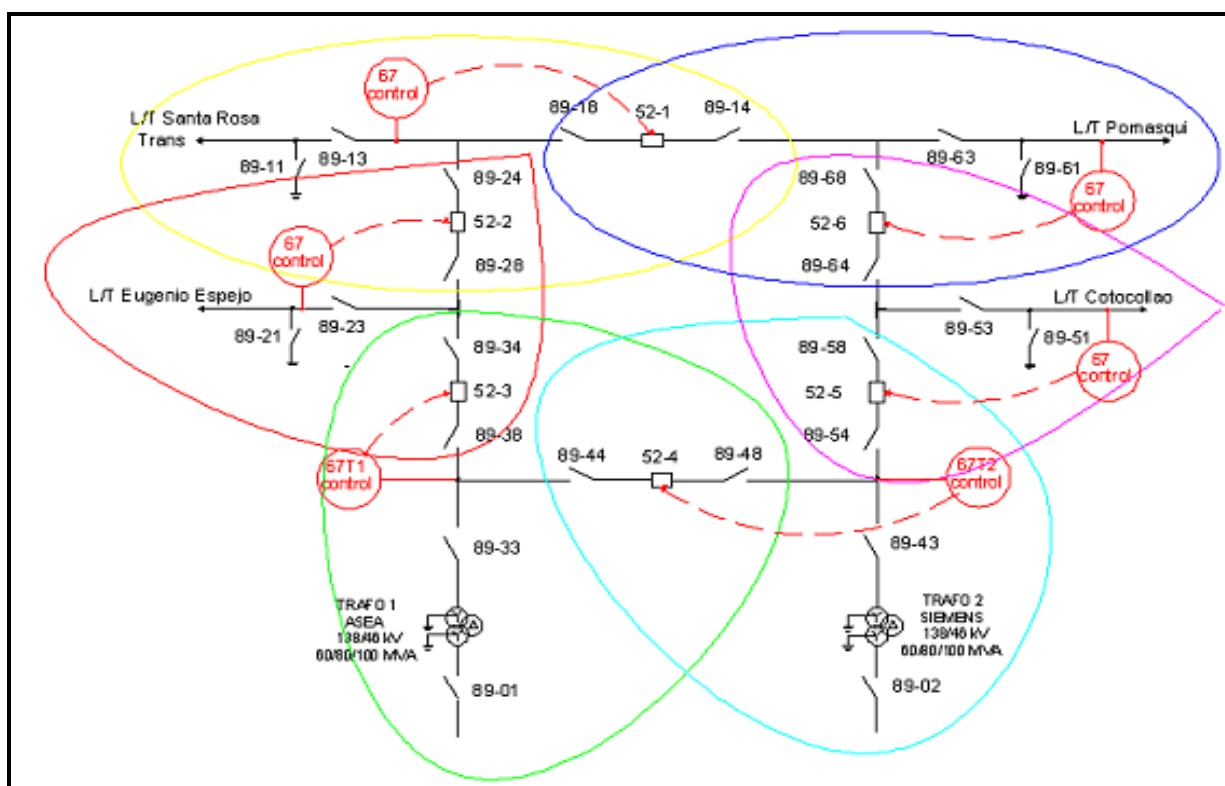 67
control
L/T Santa Rosa
Trans
89-18
52-1
89-14
L/T Pomasqui
89-11
89-13
89-63
89-61
89-24
89-68
67
control
52-2
52-6
67
control
89-28
89-64
L/T Eugenio Espejo
L/T Cotocollao
89-21
89-23
89-53
89-51
89-34
89-58
67
control
52-3
52-5
89-38
89-54
89-44
52-4
89-48
67T1
control
67T2
control
89-33
89-43
TRAFO 1
ASEA
138/46 kV
60/80/100 MVA
TRAFO 2
SIEMENS
138/46 kV
60/80/100 MVA
89-01
89-02